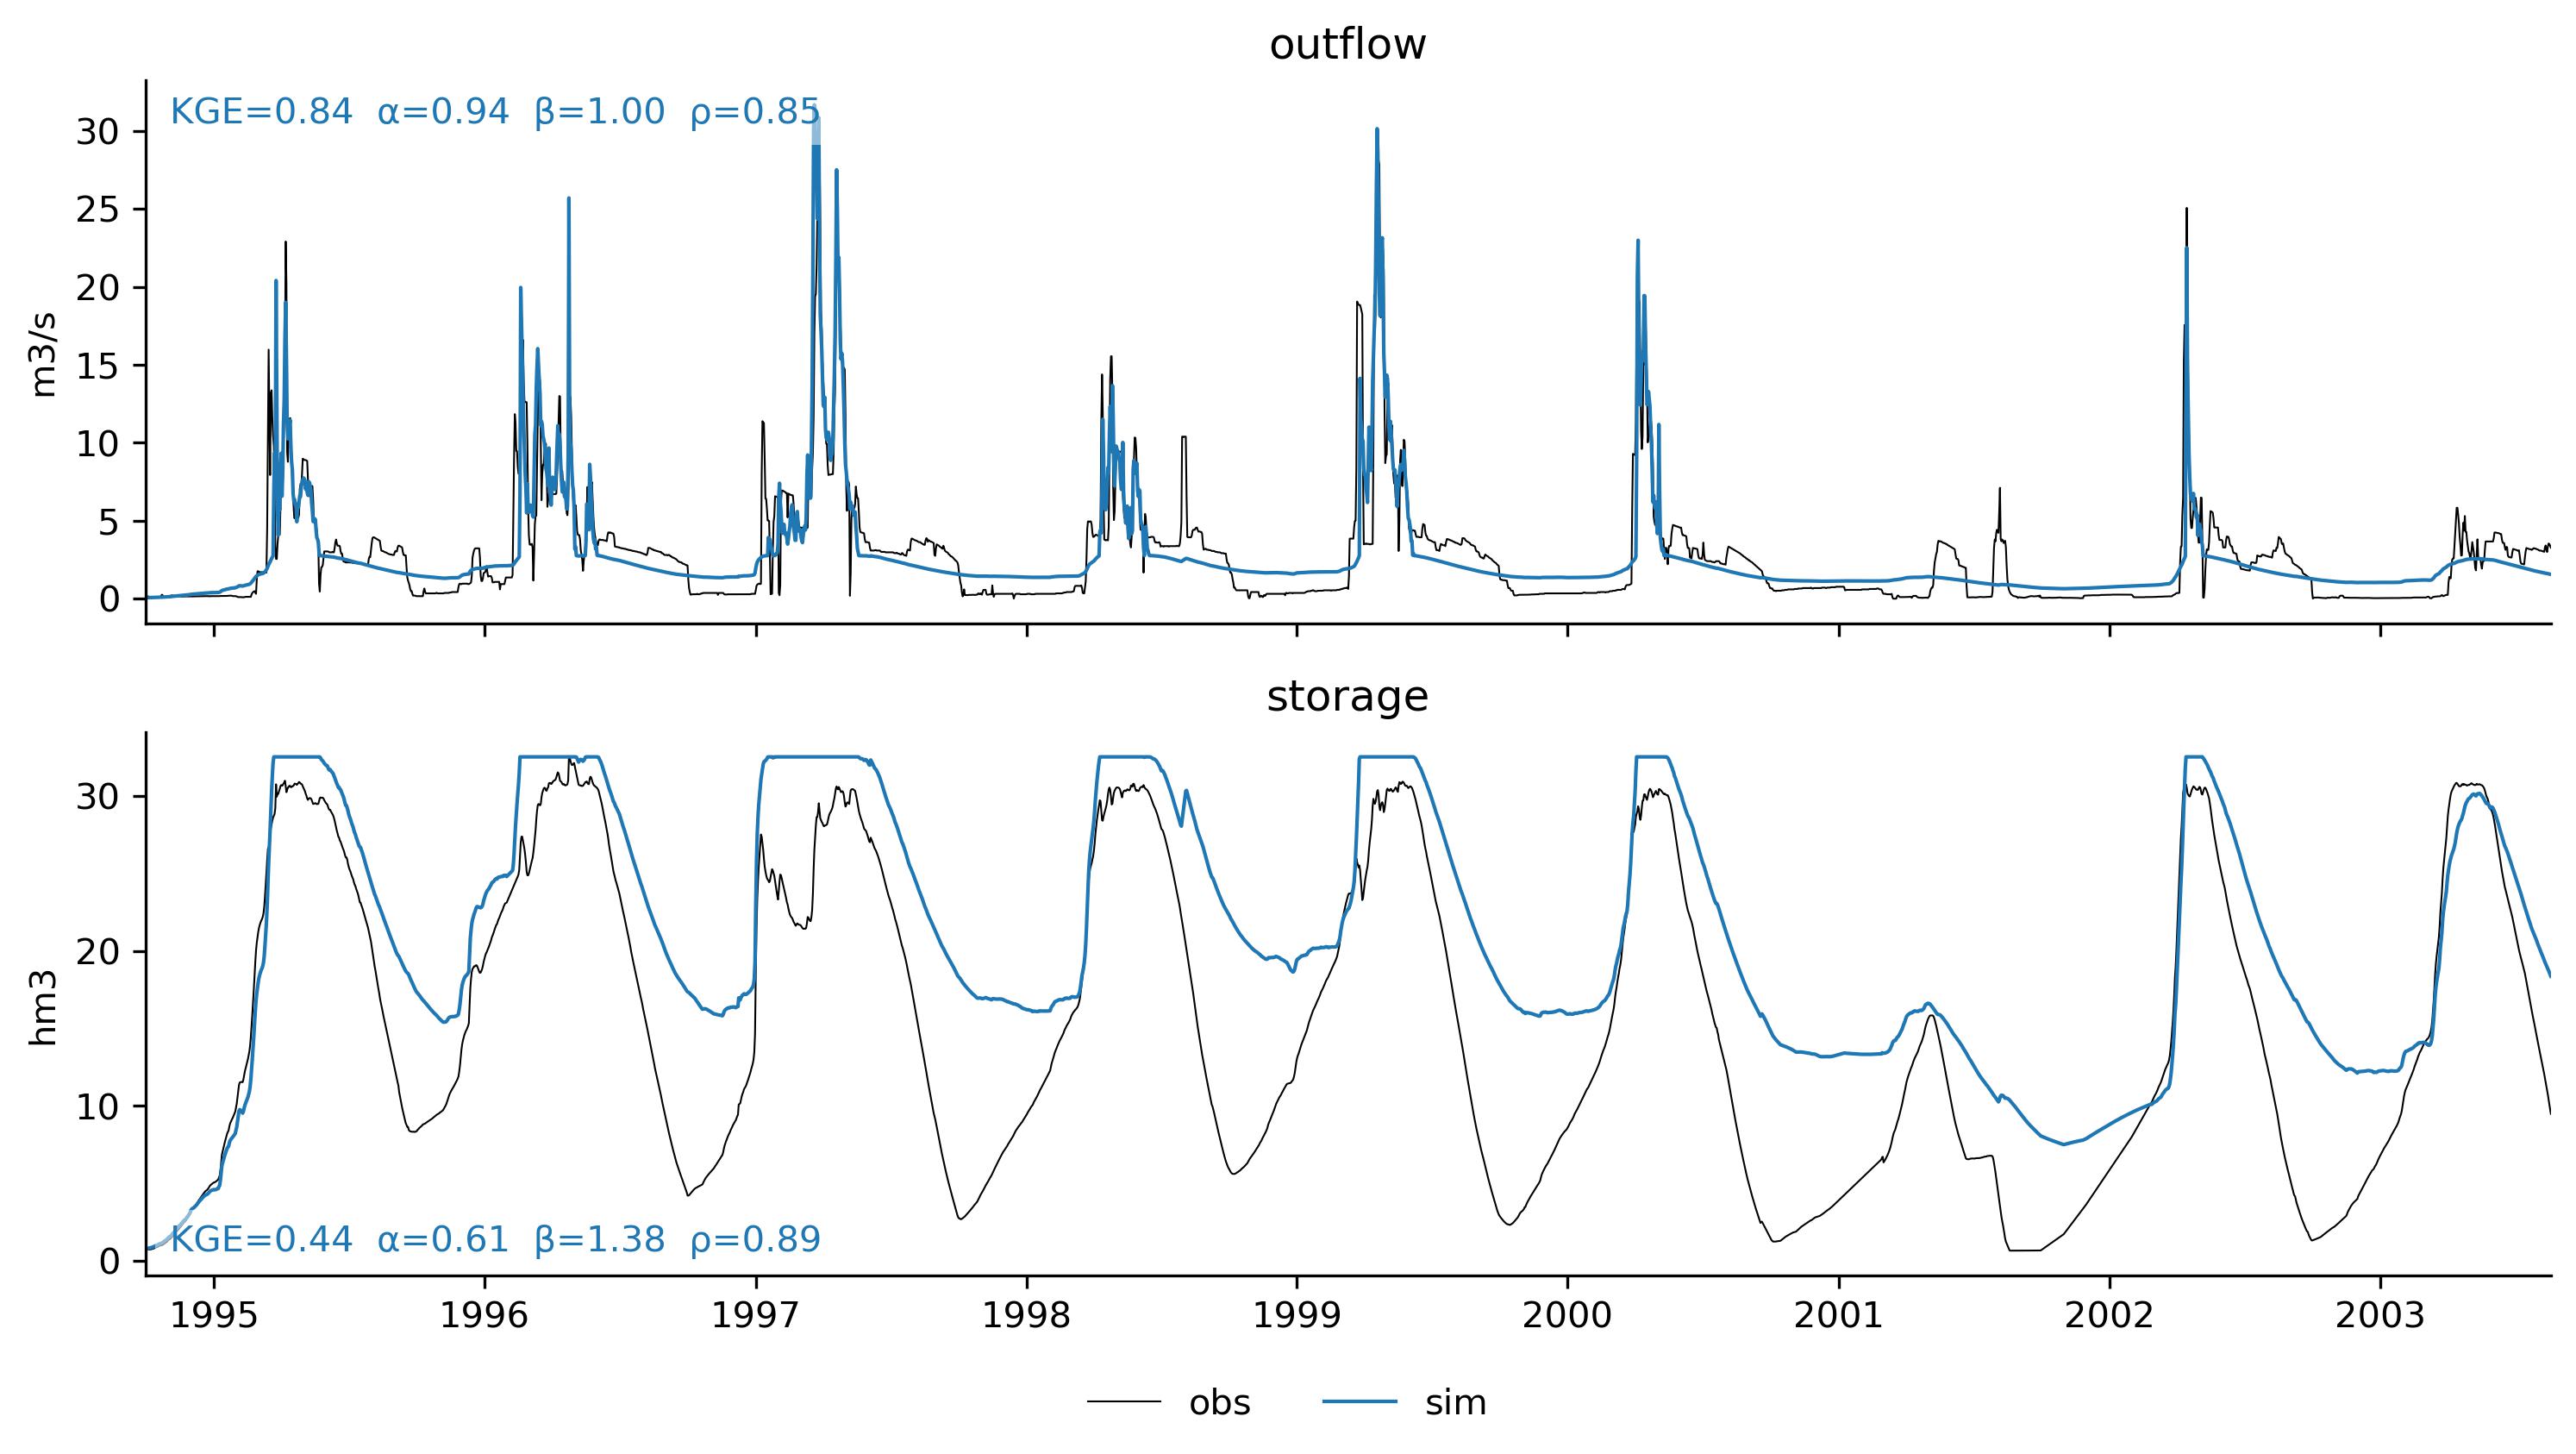 outflow
KGE=0.84 α=0.94 β=1.00 ρ=0.85
30
25
20
15
10
5
0
m3/s
storage
30
20
10
0
hm3
KGE=0.44 α=0.61 β=1.38 ρ=0.89
1995 1996 1997 1998 1999 2000 2001 2002 2003
obs sim